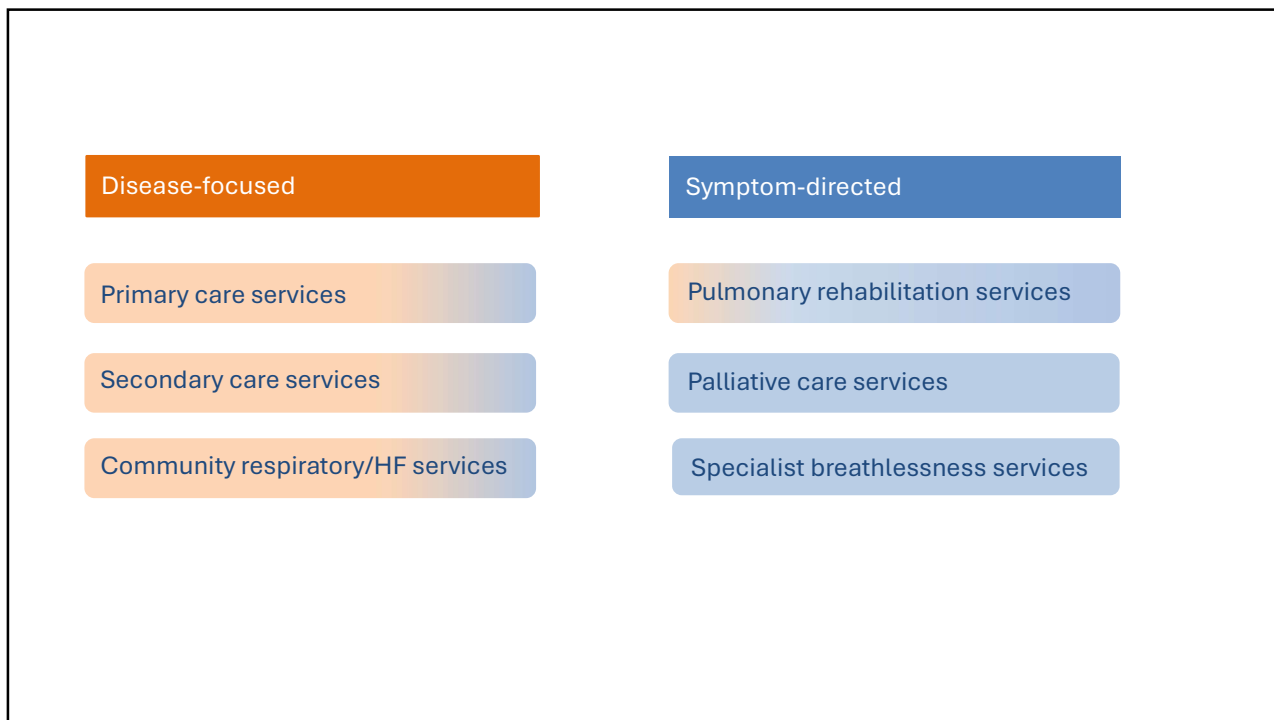 Disease-focused
Primary care services
Secondary care services
Community respiratory/HF services
Symptom-directed
Pulmonary rehabilitation services
Palliative care services
Specialist breathlessness services